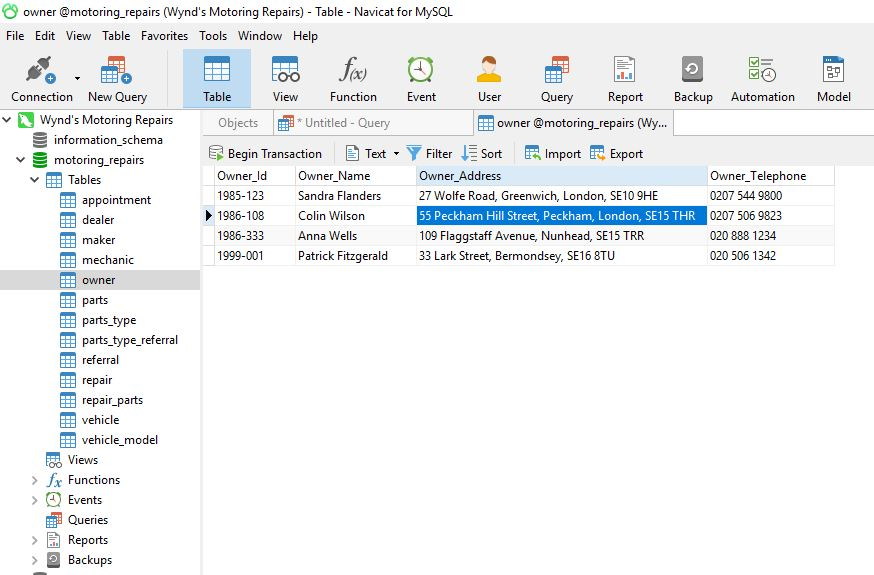 owner @motoring_repairs (Wynd's Motoring Repairs) - Table - Navicat for MySQL
File Edit View Table Favorites Tools Window Help
Connection New Query Table View f(x) Function Event User Query Report Backup Automation Model
Objects * Untitled - Query owner @motoring_repairs (Wy...
Begin Transaction Text Filter Sort Import Export
Owner_Id Owner_Name Owner_Address Owner_Telephone
1985-123 Sandra Flanders 27 Wolfe Road, Greenwich, London, SE10 9HE 0207 544 9800
1986-108 Colin Wilson 55 Peckham Hill Street, Peckham, London, SE15 THR 0207 506 9823
1986-333 Anna Wells 109 Flaggstaff Avenue, Nunhead, SE15 TRR 020 888 1234
1999-001 Patrick Fitzgerald 33 Lark Street, Bermondsey, SE16 8TU 020 506 1342
Wynd's Motoring Repairs
information_schema
motoring_repairs
Tables
appointment
dealer
maker
mechanic
owner
parts
parts_type
parts_type_referral
referral
repair
repair_parts
vehicle
vehicle_model
Views
fx Functions
Events
Queries
Reports
Backups